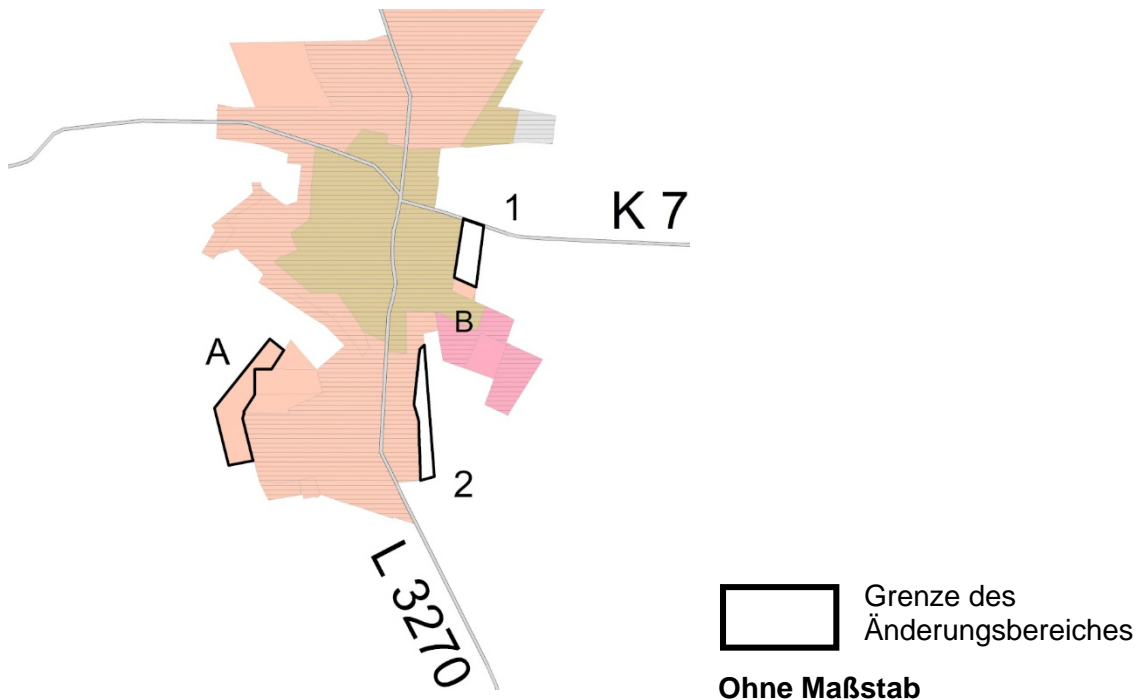 1
K 7
B
A
2
L 3270
Grenze des
Änderungsbereiches
Ohne Maßstab